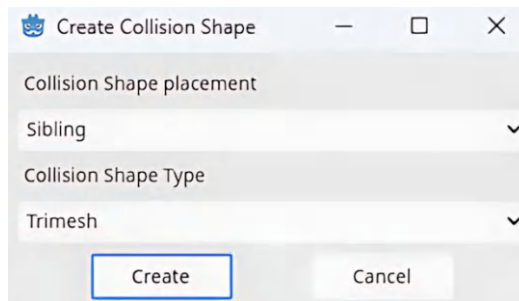 Create Collision Shape
Collision Shape placement
Sibling
Collision Shape Type
Trimesh
Create Cancel